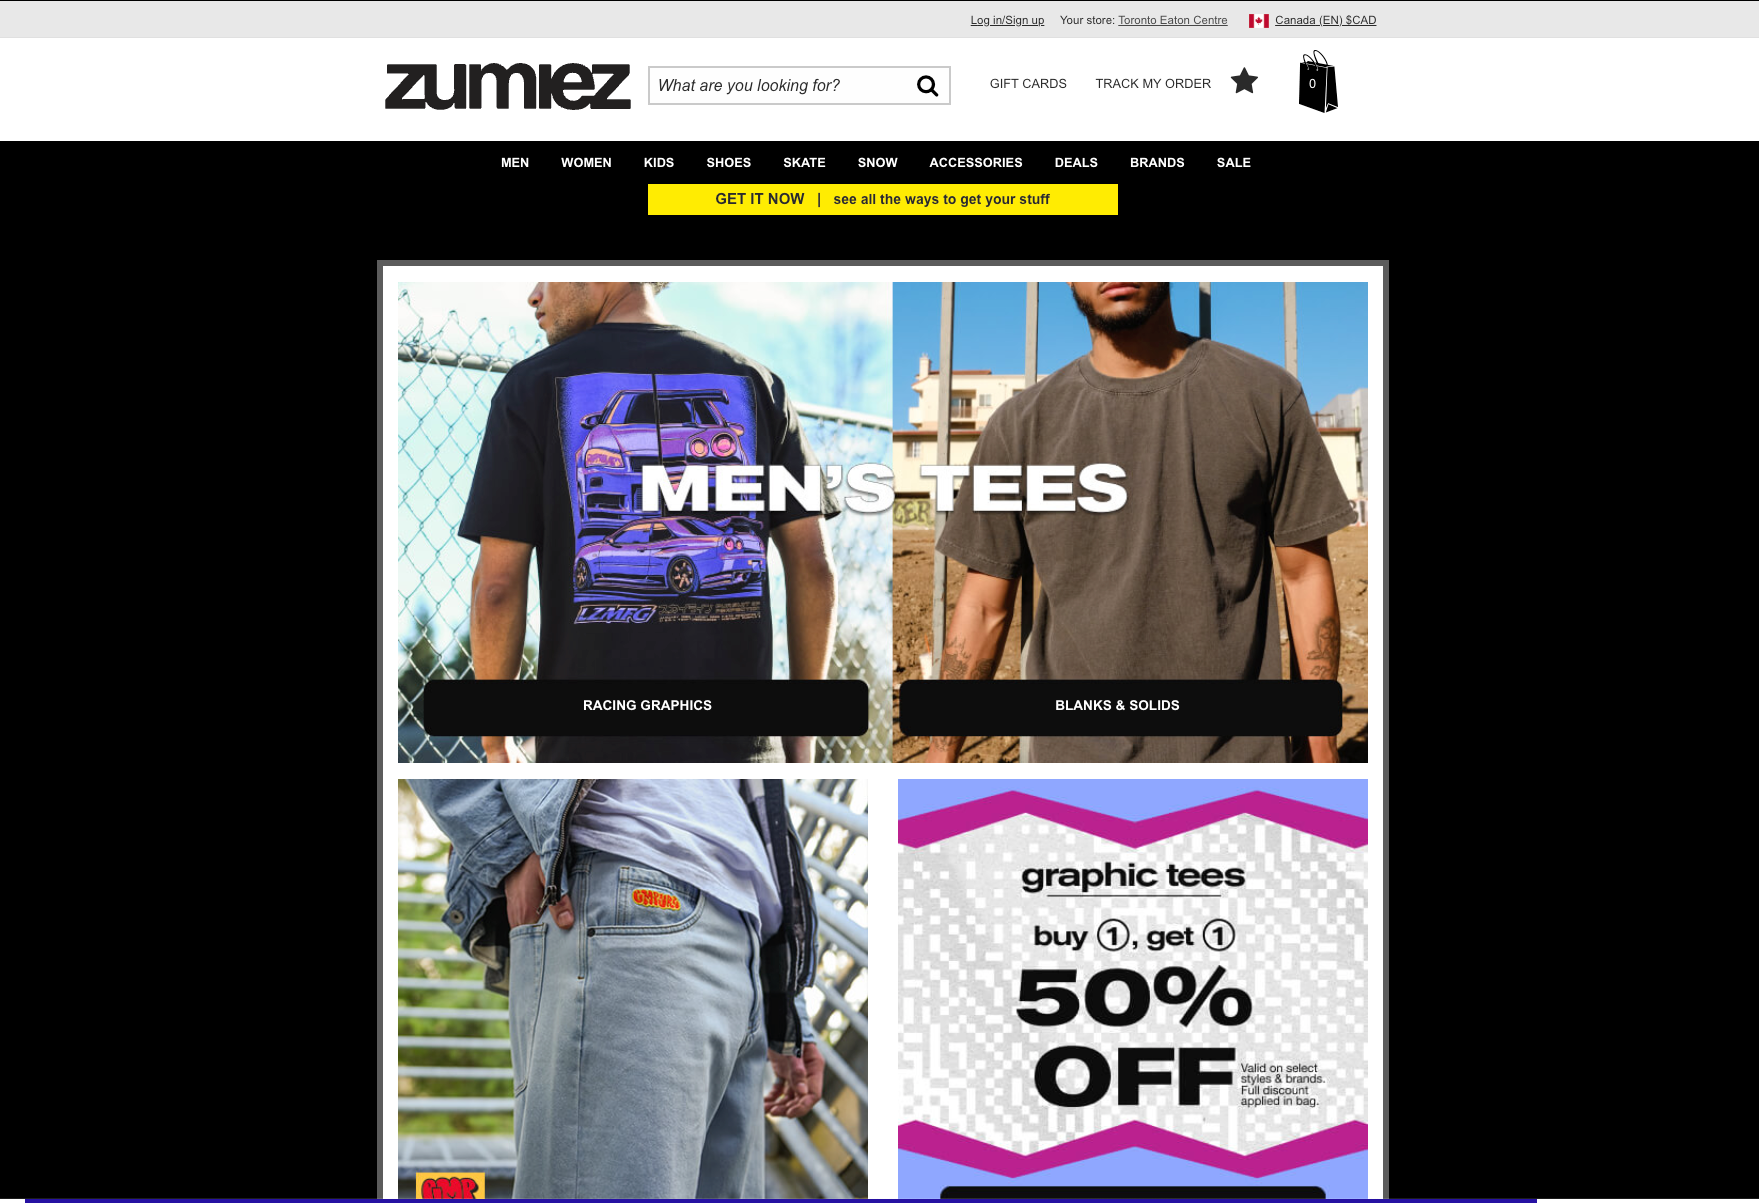 Log in/Sign up Your store: Toronto Eaton Centre Canada (EN) $CAD
zumiez
What are you looking for?
GIFT CARDS TRACK MY ORDER
0
MEN WOMEN KIDS SHOES SKATE SNOW ACCESSORIES DEALS BRANDS SALE
GET IT NOW | see all the ways to get your stuff
MEN'S TEES
LZMFG
RACING GRAPHICS
BLANKS & SOLIDS
graphic tees
buy 1, get 1
50%
OFF
Valid on select
styles & brands.
Full discount
applied in bag.